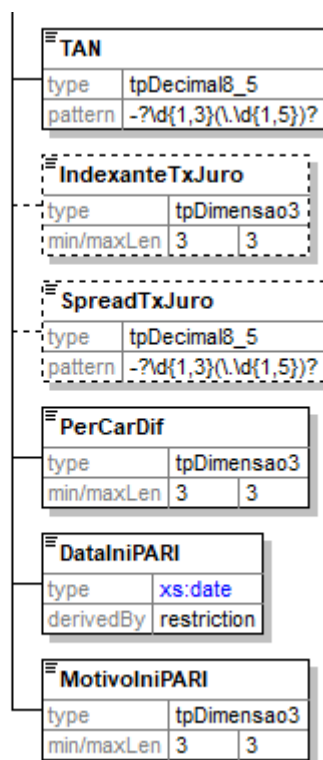 TAN
type tpDecimal8_5
pattern -?\d{1,3}(\.\d{1,5})?
IndexanteTxJuro
type tpDimensao3
min/maxLen 3 3
SpreadTxJuro
type tpDecimal8_5
pattern -?\d{1,3}(\.\d{1,5})?
PerCarDif
type tpDimensao3
min/maxLen 3 3
DataIniPARI
type xs:date
derivedBy restriction
MotivoIniPARI
type tpDimensao3
min/maxLen 3 3